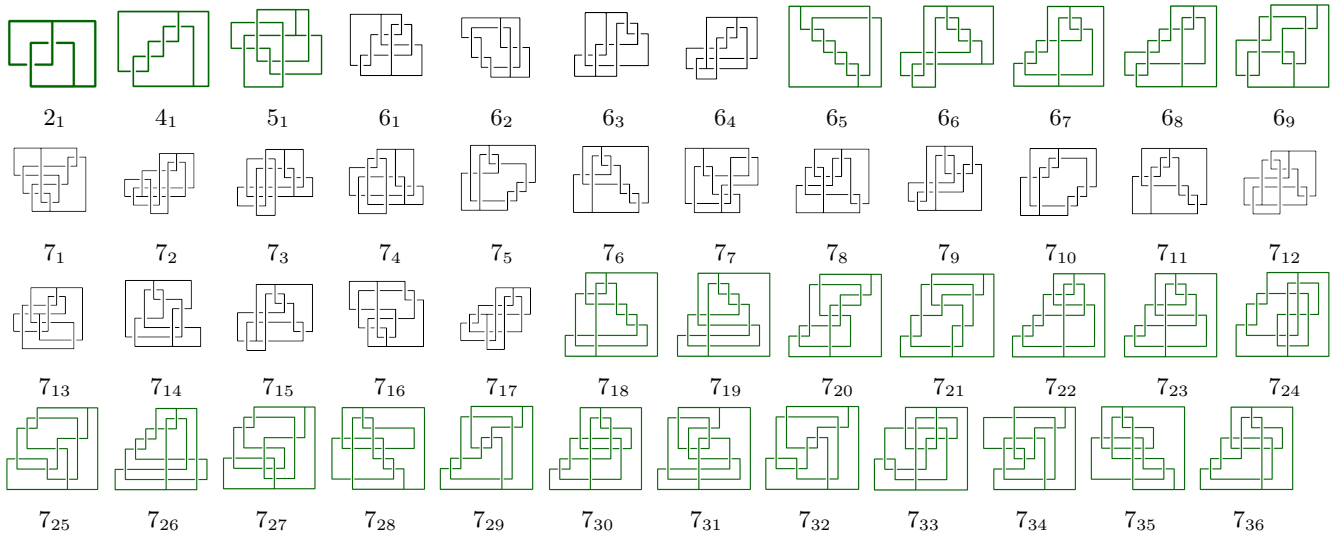 2₁ 4₁ 5₁ 6₁ 6₂ 6₃ 6₄ 6₅ 6₆ 6₇ 6₈ 6₉
7₁ 7₂ 7₃ 7₄ 7₅ 7₆ 7₇ 7₈ 7₉ 7₁₀ 7₁₁ 7₁₂
7₁₃ 7₁₄ 7₁₅ 7₁₆ 7₁₇ 7₁₈ 7₁₉ 7₂₀ 7₂₁ 7₂₂ 7₂₃ 7₂₄
7₂₅ 7₂₆ 7₂₇ 7₂₈ 7₂₉ 7₃₀ 7₃₁ 7₃₂ 7₃₃ 7₃₄ 7₃₅ 7₃₆